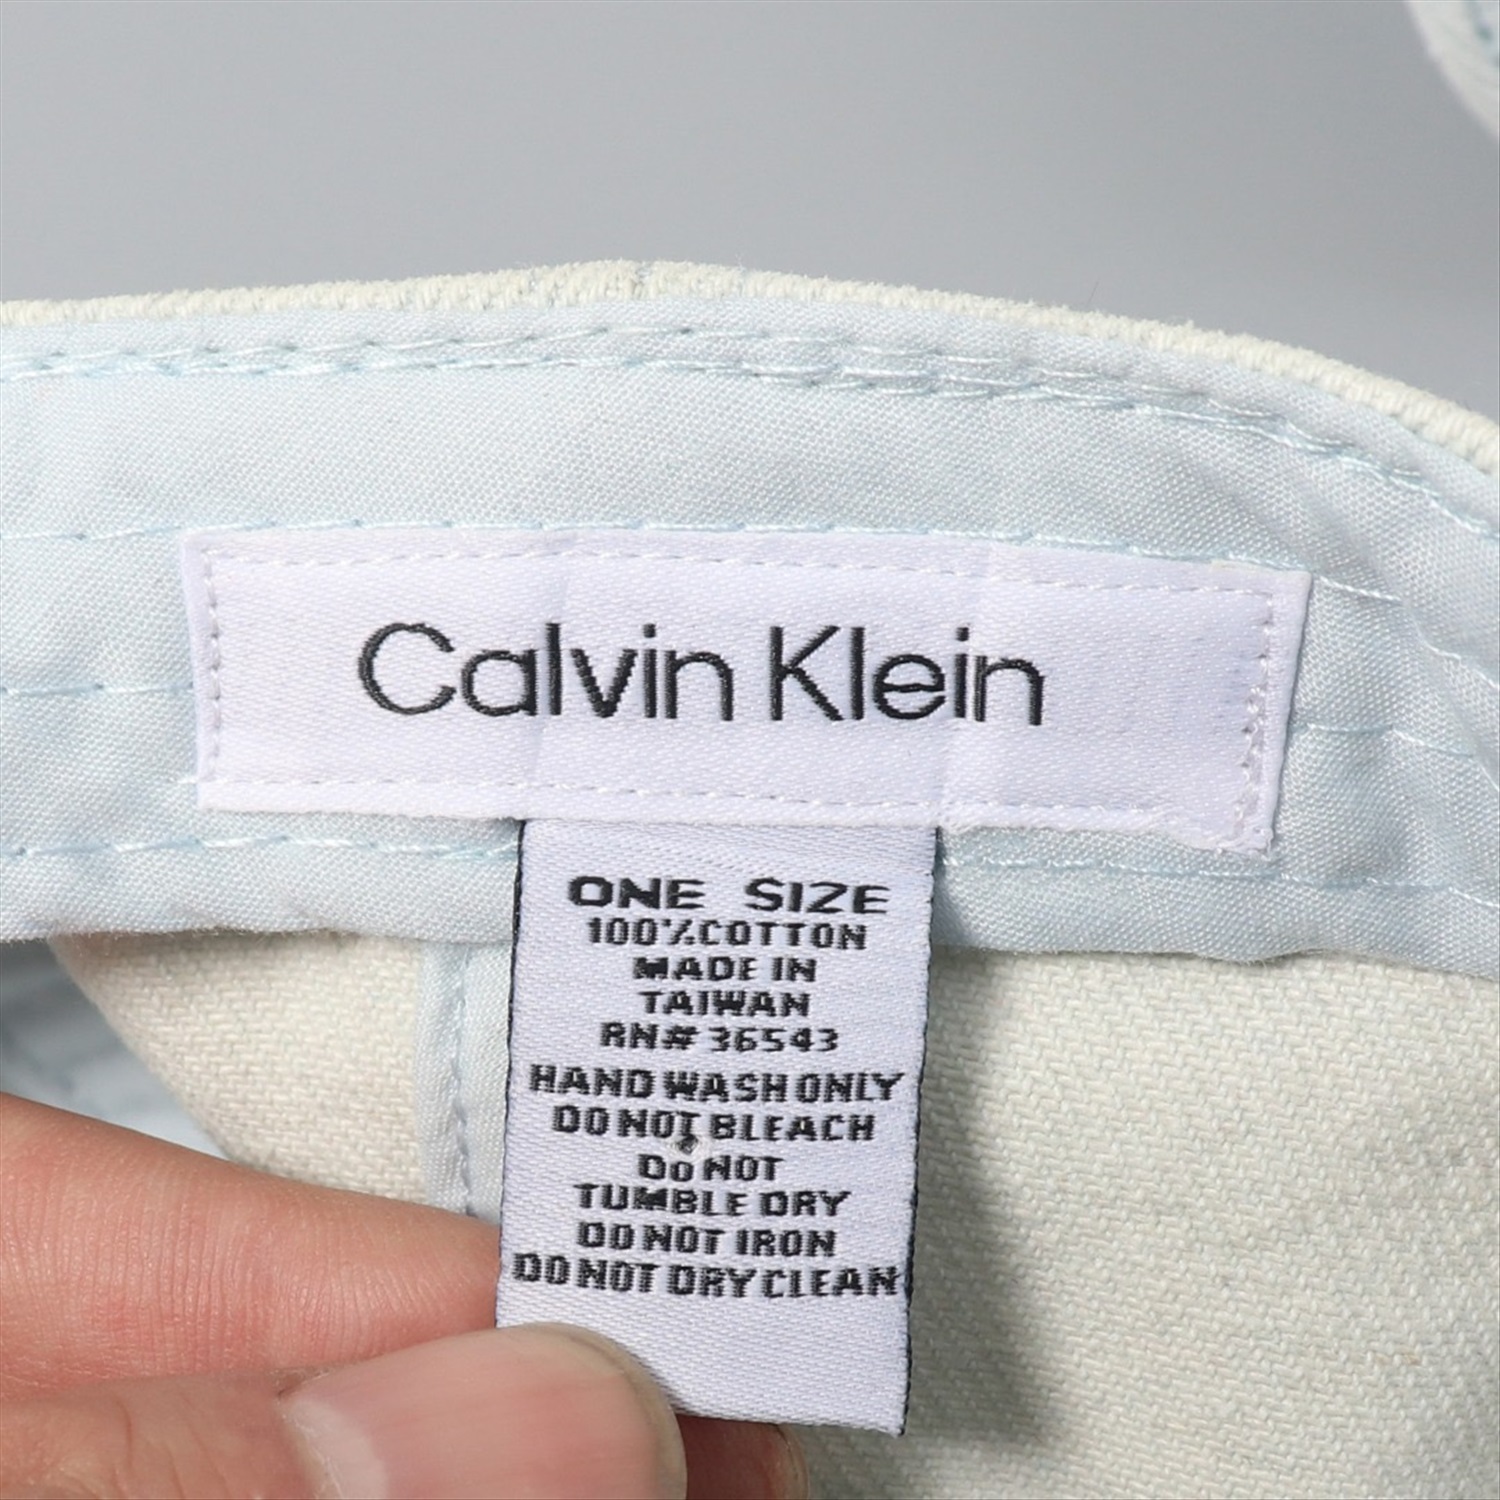 Calvin Klein
ONE SIZE
100%COTTON
MADE IN
TAIWAN
RN# 36543
HAND WASH ONLY
DO NOT BLEACH
Do NOT
TUMBLE DRY
DO NOT IRON
DO NOT DRY CLEAN